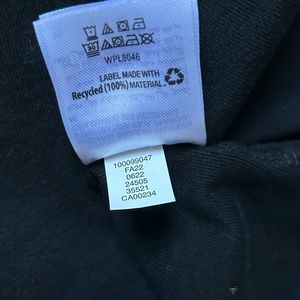 WPL8046
LABEL MADE WITH
Recycled (100%) MATERIAL.
100099047
FA22
0622
24505
35521
CA00234